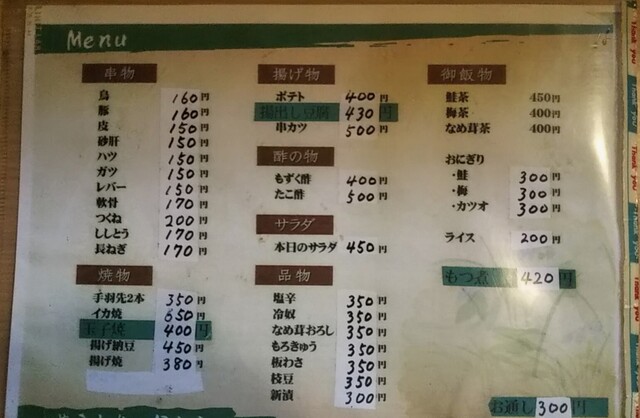 Menu
串物
鳥 160円
豚 160円
皮 150円
砂肝 150円
ハツ 150円
ガツ 150円
レバー 150円
軟骨 170円
つくね 200円
ししとう 170円
長ねぎ 170円
焼物
手羽先2本 350円
イカ焼 650円
玉子焼 400円
揚げ納豆 450円
揚げ焼 380円
揚げ物
ポテト 400円
揚出し豆腐 430円
串カツ 500円
酢の物
もずく酢 400円
たこ酢 500円
サラダ
本日のサラダ 450円
品物
塩辛 350円
冷奴 350円
なめ茸おろし 350円
もろきゅう 350円
板わさ 350円
枝豆 350円
新漬 300円
御飯物
鮭茶 450円
梅茶 400円
なめ茸茶 400円
おにぎり
・鮭 300円
・梅 300円
・カツオ 300円
ライス 200円
もつ煮 420円
お通し 300円
Thank you
Thank you